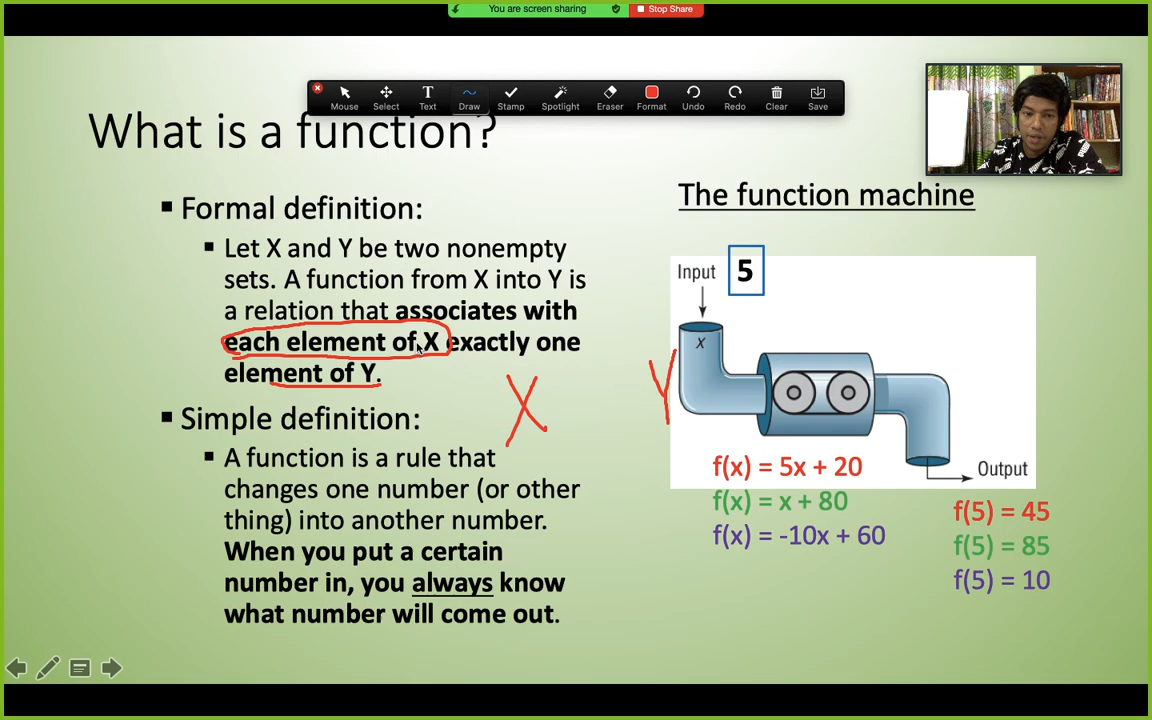 You are screen sharing
Stop Share
Mouse Select Text Draw Stamp Spotlight Eraser Format Undo Redo Clear Save
What is a function?
Formal definition:
Let X and Y be two nonempty
sets. A function from X into Y is
a relation that associates with
each element of X exactly one
element of Y.
X
Simple definition:
A function is a rule that
changes one number (or other
thing) into another number.
When you put a certain
number in, you always know
what number will come out.
The function machine
Input 5
x
Y
Output
f(x) = 5x + 20
f(x) = x + 80
f(x) = -10x + 60
f(5) = 45
f(5) = 85
f(5) = 10